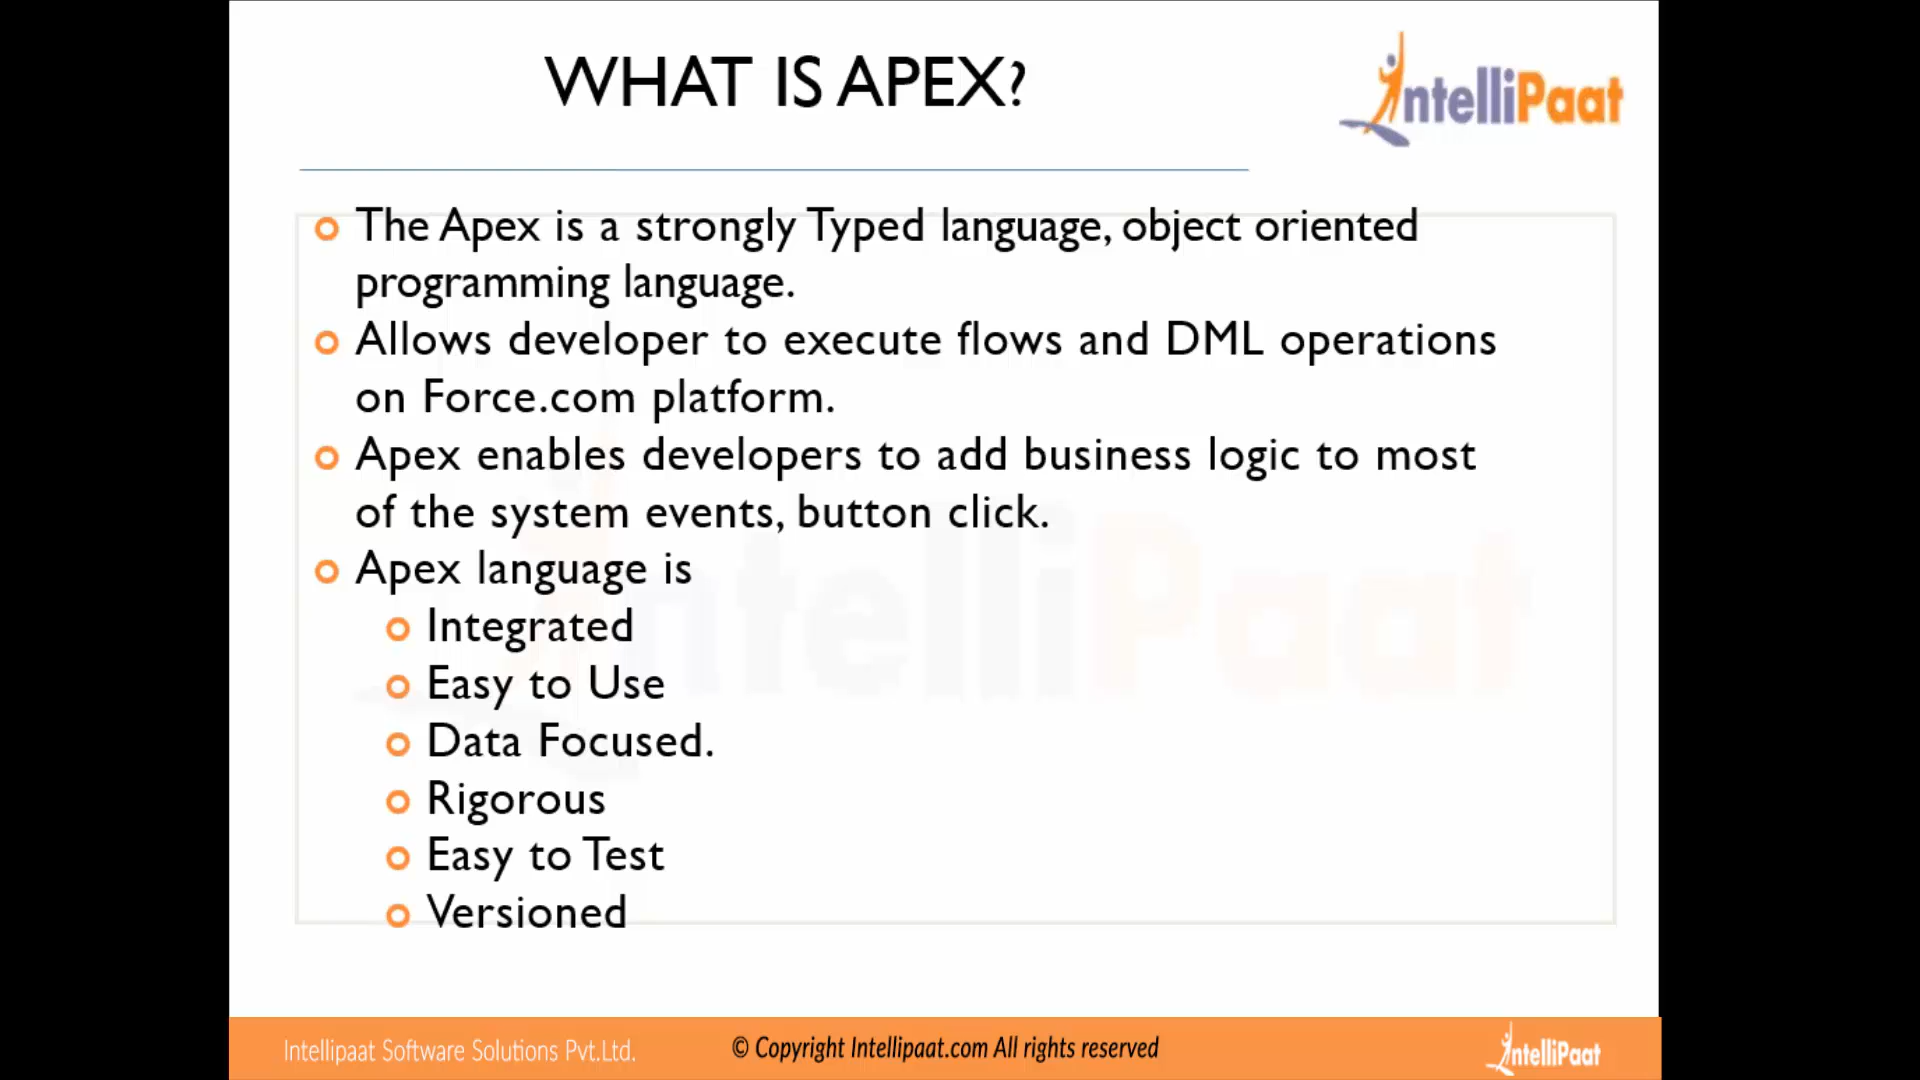 WHAT IS APEX?
IntelliPaat
The Apex is a strongly Typed language, object oriented
programming language.
Allows developer to execute flows and DML operations
on Force.com platform.
Apex enables developers to add business logic to most
of the system events, button click.
Apex language is
Integrated
Easy to Use
Data Focused.
Rigorous
Easy to Test
Versioned
IntelliPaat
Intellipaat Software Solutions Pvt.Ltd.
© Copyright Intellipaat.com All rights reserved
IntelliPaat